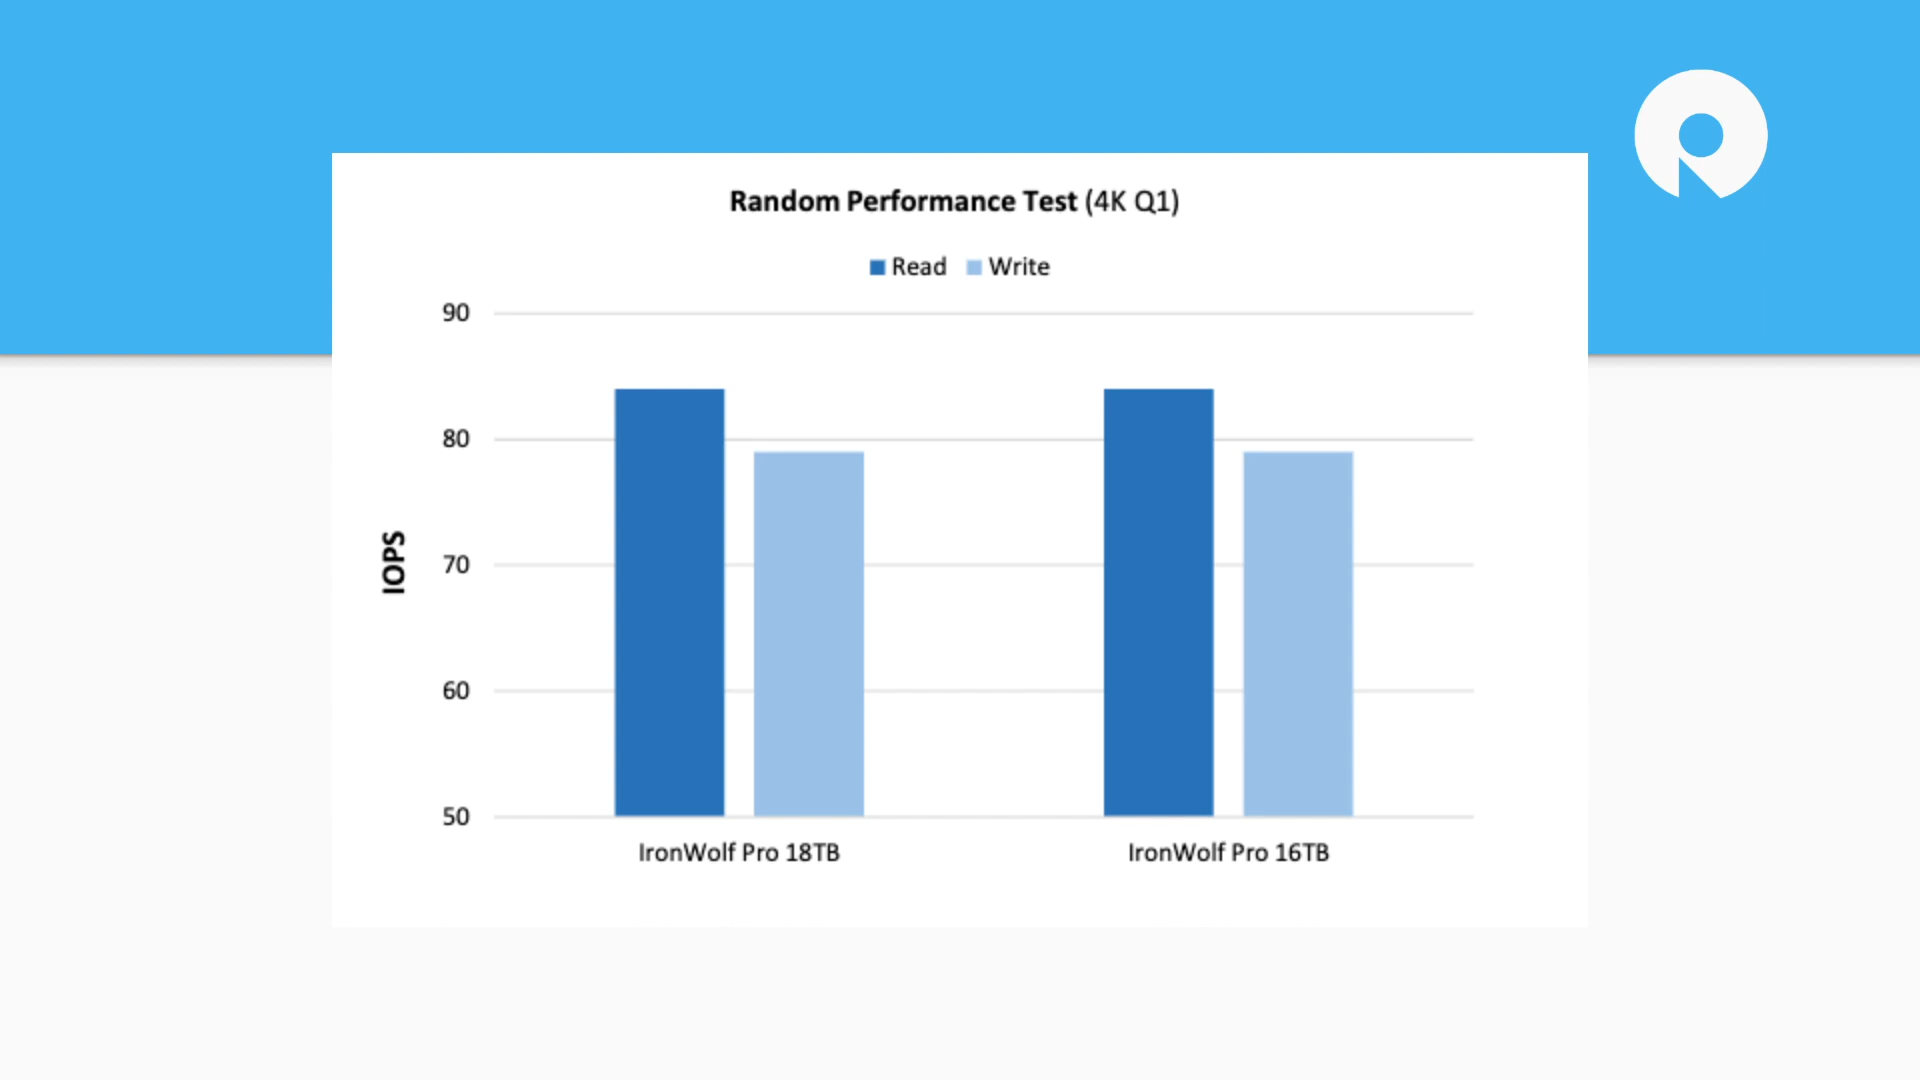 Random Performance Test (4K Q1)
Read Write
90
80
70
60
50
IOPS
IronWolf Pro 18TB IronWolf Pro 16TB